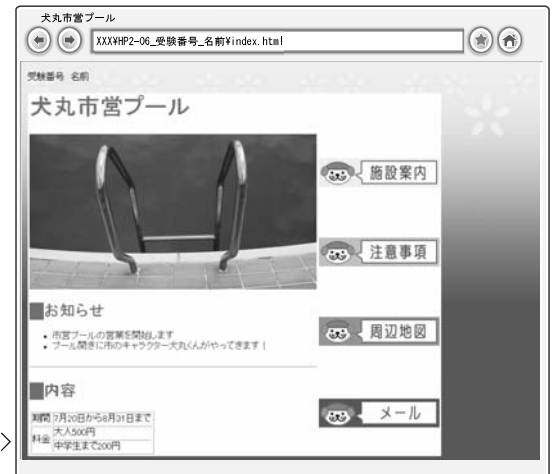 犬丸市営プール
XXX¥HP2-06_受験番号_名前¥index.html
受験番号 名前
犬丸市営プール
施設案内
注意事項
周辺地図
メール
お知らせ
• 市営プールの営業を開始します
• プール開きに市のキャラクター犬丸くんがやってきます！
内容
期間 7月20日から8月31日まで
料金 大人500円
中学生まで200円